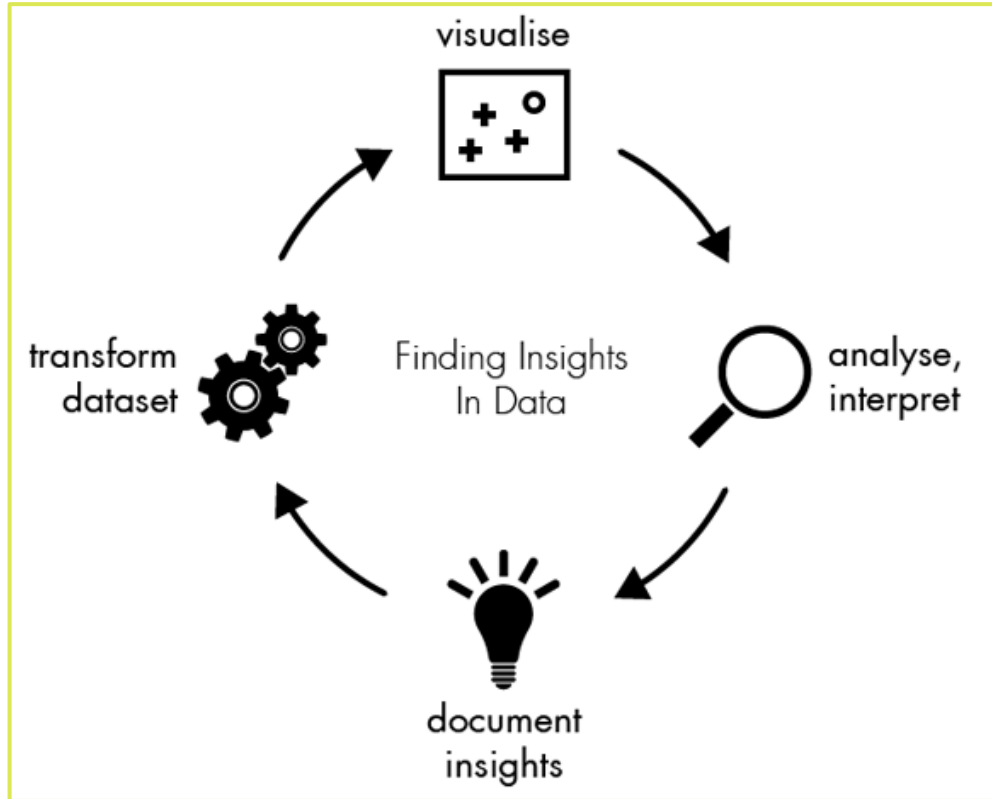 visualise
transform
dataset
Finding Insights
In Data
analyse,
interpret
document
insights